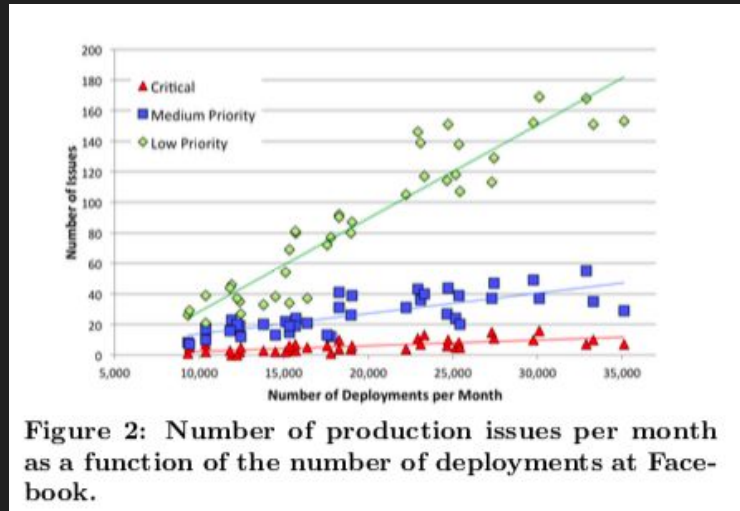 200
180
160
140
120
100
80
60
40
20
0
Number of Issues
Critical
Medium Priority
Low Priority
5,000 10,000 15,000 20,000 25,000 30,000 35,000
Number of Deployments per Month
Figure 2: Number of production issues per month
as a function of the number of deployments at Face-
book.